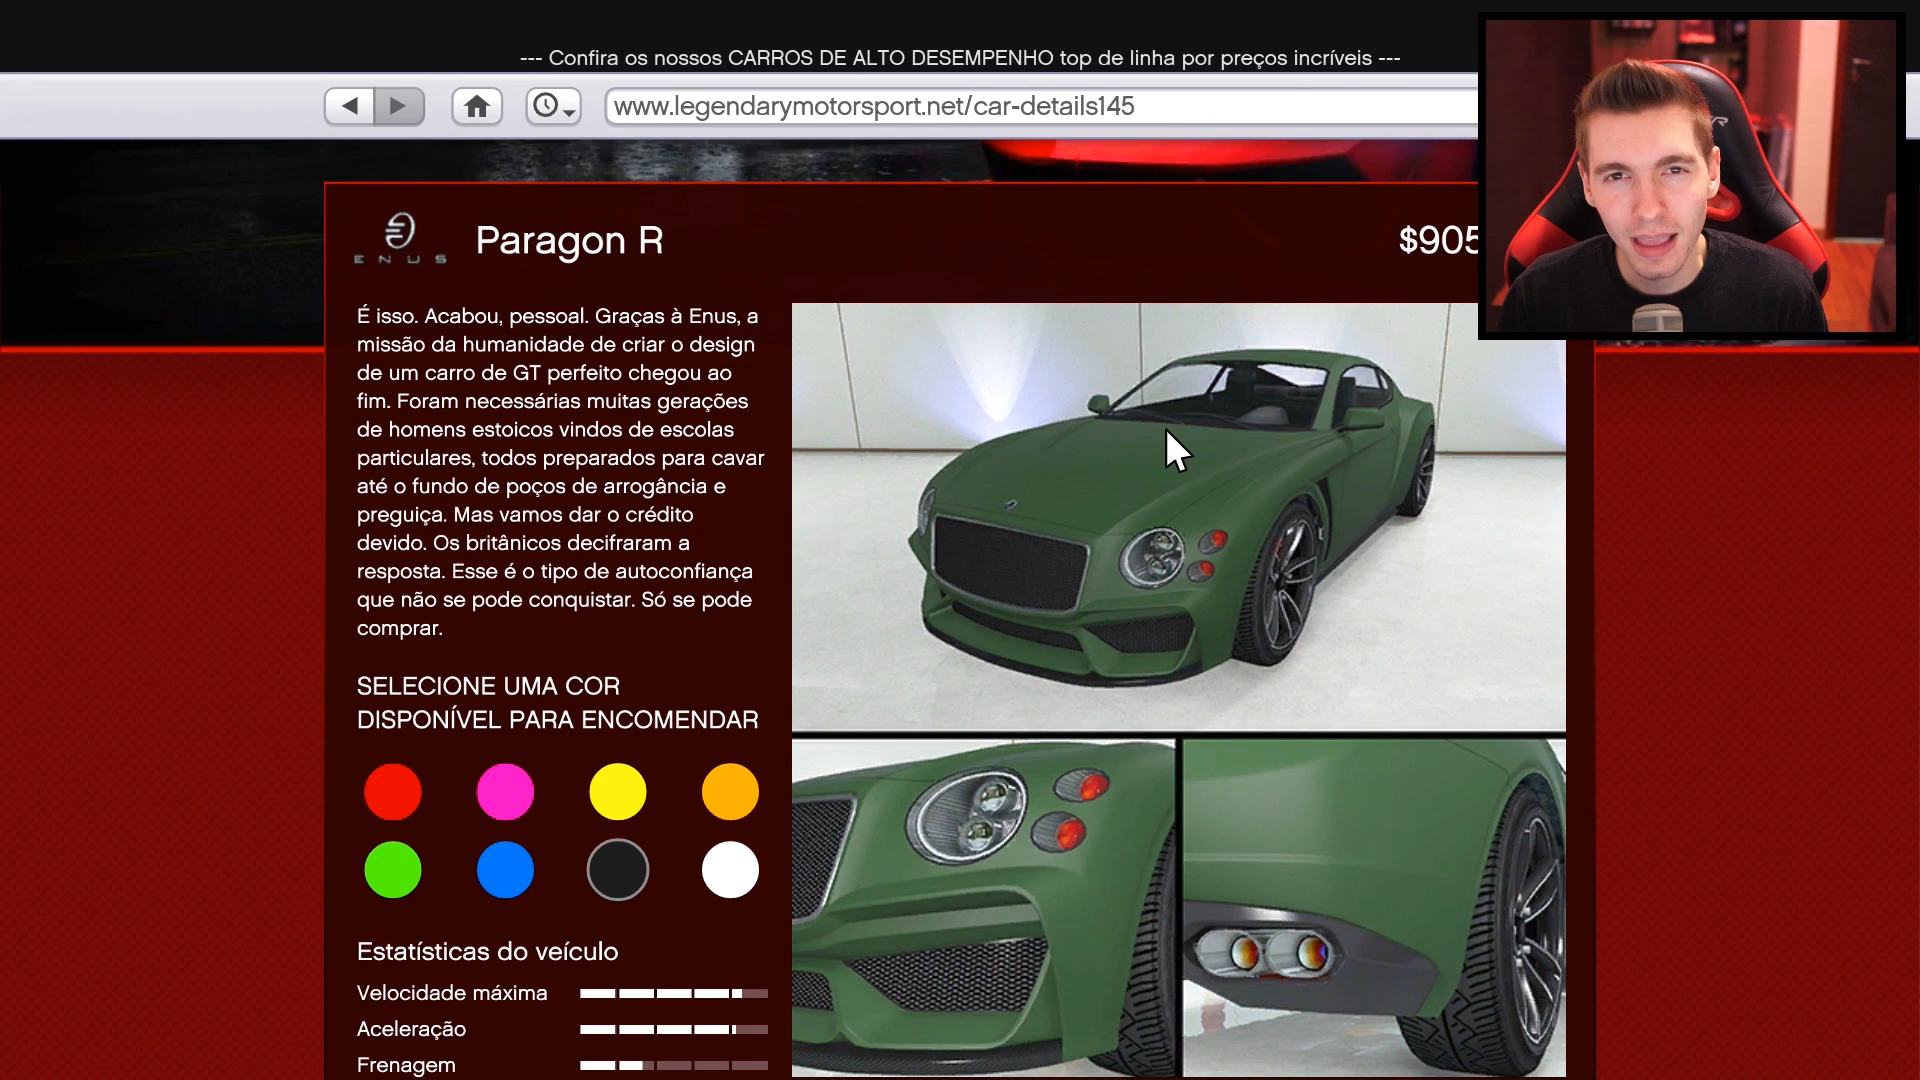 --- Confira os nossos CARROS DE ALTO DESEMPENHO top de linha por preços incríveis ---
www.legendarymotorsport.net/car-details145
ENUS
Paragon R
$905
É isso. Acabou, pessoal. Graças à Enus, a
missão da humanidade de criar o design
de um carro de GT perfeito chegou ao
fim. Foram necessárias muitas gerações
de homens estoicos vindos de escolas
particulares, todos preparados para cavar
até o fundo de poços de arrogância e
preguiça. Mas vamos dar o crédito
devido. Os britânicos decifraram a
resposta. Esse é o tipo de autoconfiança
que não se pode conquistar. Só se pode
comprar.
SELECIONE UMA COR
DISPONÍVEL PARA ENCOMENDAR
Estatísticas do veículo
Velocidade máxima
Aceleração
Frenagem